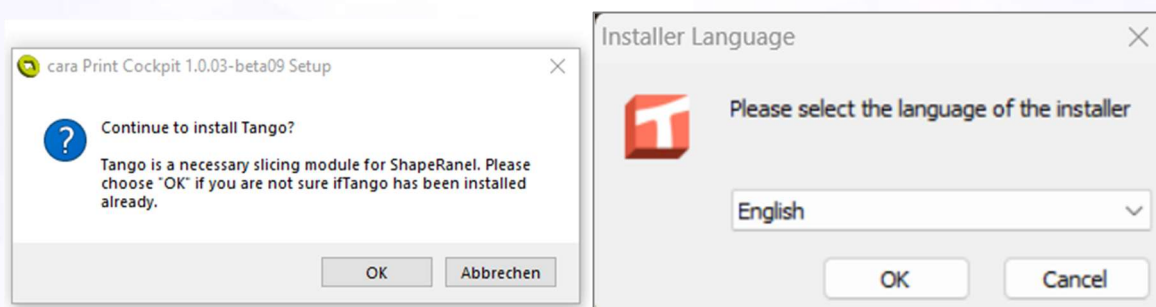 cara Print Cockpit 1.0.03-beta09 Setup
Continue to install Tango?
Tango is a necessary slicing module for ShapeRanel. Please
choose "OK" if you are not sure ifTango has been installed
already.
OK
Abbrechen
Installer Language
T
Please select the language of the installer
English
OK
Cancel